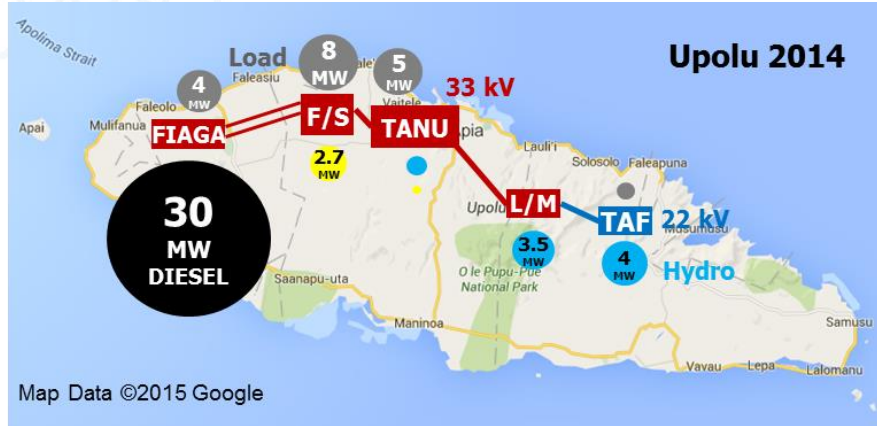 Apolima Strait
Upolu 2014
Load
8
MW
4
MW
5
MW
Faleasiu
33 kV
Faleolo
Vaitele
Apai
Mulifanua
FIAGA
F/S
TANU
Apia
Lauli'i
2.7
MW
Solosolo
Faleapuna
30
MW
DIESEL
Upolu
L/M
TAF
22 kV
3.5
MW
4
MW
Hydro
O le Pupu-Pue
National Park
Saanapu-uta
Maninoa
Samusu
Vavau
Lepa
Lalomanu
Map Data ©2015 Google